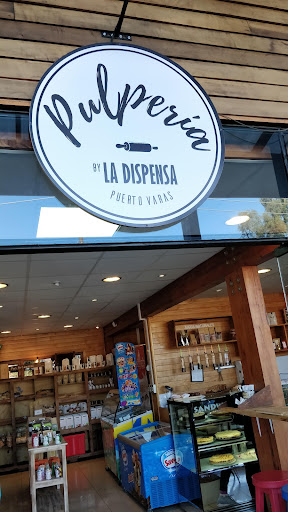 Pulpería
BY LA DISPENSA
PUERTO VARAS